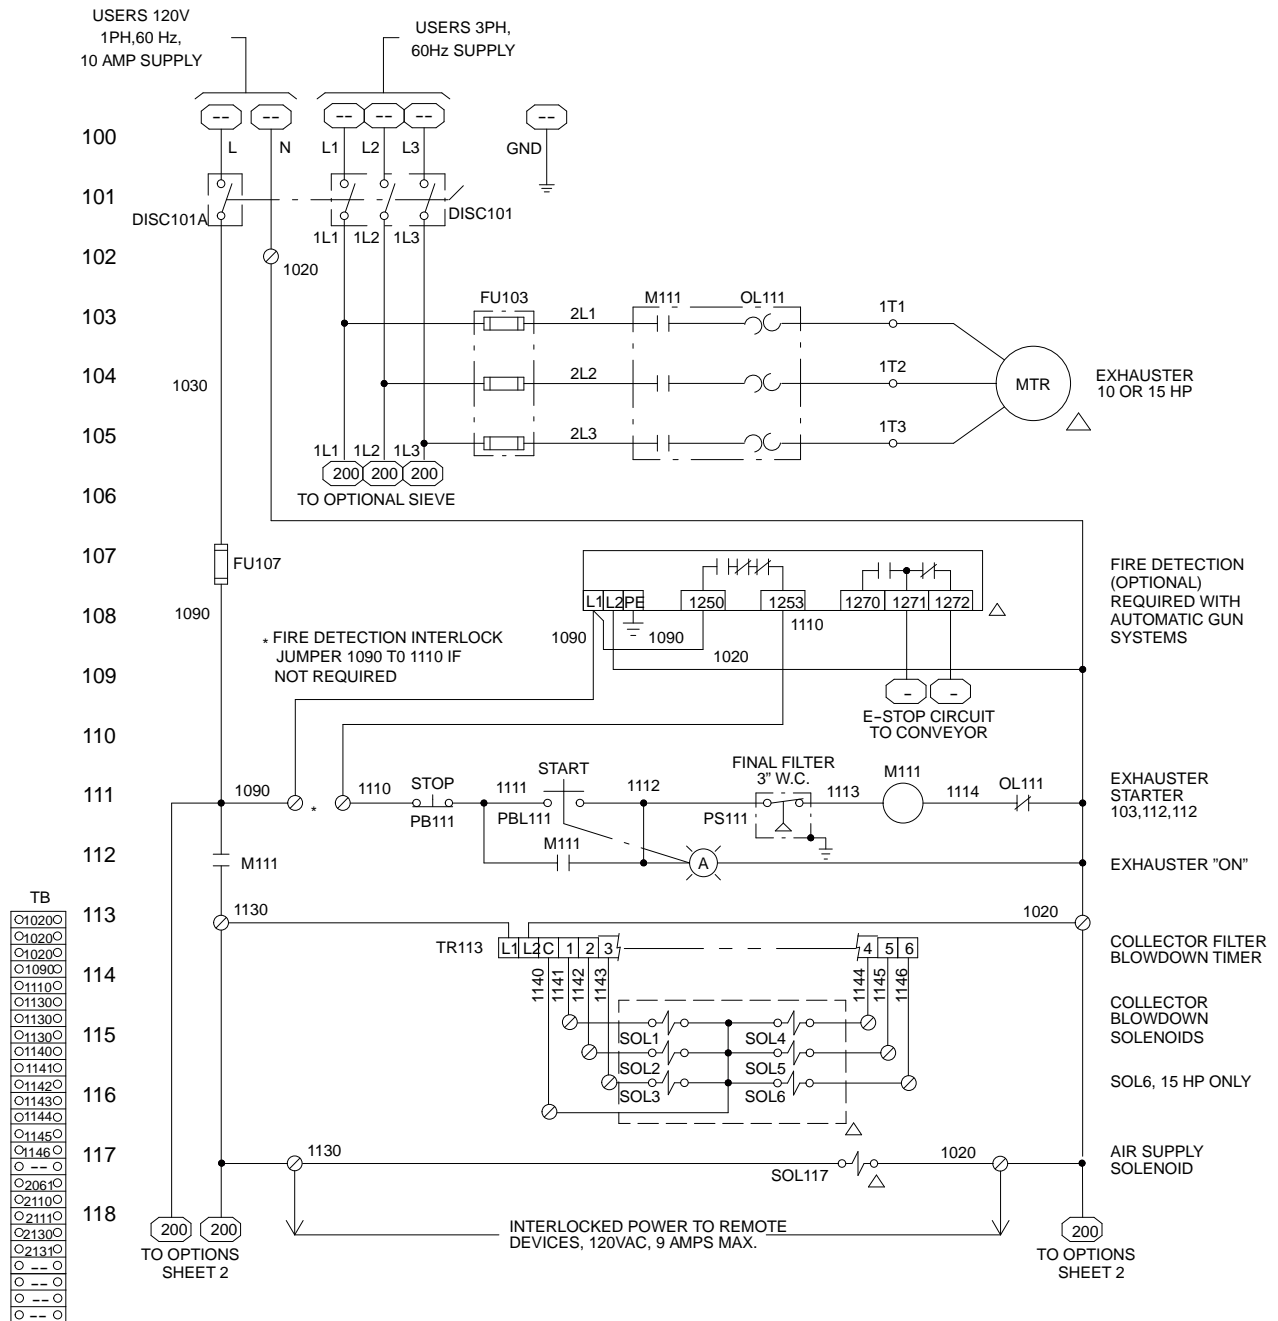 USERS 120V
1PH,60 Hz,
10 AMP SUPPLY
USERS 3PH,
60Hz SUPPLY
-- -- -- -- -- --
100
L N L1 L2 L3 GND
101
DISC101A DISC101
1L1 1L2 1L3
102
1020
FU103 M111 OL111
103
2L1 1T1
104
1030 2L2 1T2 MTR
EXHAUSTER
10 OR 15 HP
105
2L3 1T3
1L1 1L2 1L3
200 200 200
TO OPTIONAL SIEVE
106
107
FU107
FIRE DETECTION
(OPTIONAL)
REQUIRED WITH
AUTOMATIC GUN
SYSTEMS
L1 L2 PE 1250 1253 1270 1271 1272
108
1090
1090 1090 1110
* FIRE DETECTION INTERLOCK
JUMPER 1090 T0 1110 IF
NOT REQUIRED
1020
109
- -
E-STOP CIRCUIT
TO CONVEYOR
110
FINAL FILTER
3" W.C.
111
1090 * 1110 STOP PB111 1111 START PBL111 1112 PS111 1113 M111 1114 OL111
EXHAUSTER
STARTER
103,112,112
112
M111 M111 A
EXHAUSTER "ON"
113
1130 1020
TR113 L1 L2 C 1 2 3 4 5 6
COLLECTOR FILTER
BLOWDOWN TIMER
114
1140 1141 1142 1143 1144 1145 1146
COLLECTOR
BLOWDOWN
SOLENOIDS
115
SOL1 SOL4
SOL2 SOL5
SOL3 SOL6
SOL6, 15 HP ONLY
116
117
1130 SOL117 1020
AIR SUPPLY
SOLENOID
118
200 200 200
INTERLOCKED POWER TO REMOTE
DEVICES, 120VAC, 9 AMPS MAX.
TO OPTIONS
SHEET 2
TO OPTIONS
SHEET 2
TB
1020
1020
1020
1090
1110
1130
1130
1130
1140
1141
1142
1143
1144
1145
1146
--
2061
2110
2111
2130
2131
--
--
--
--